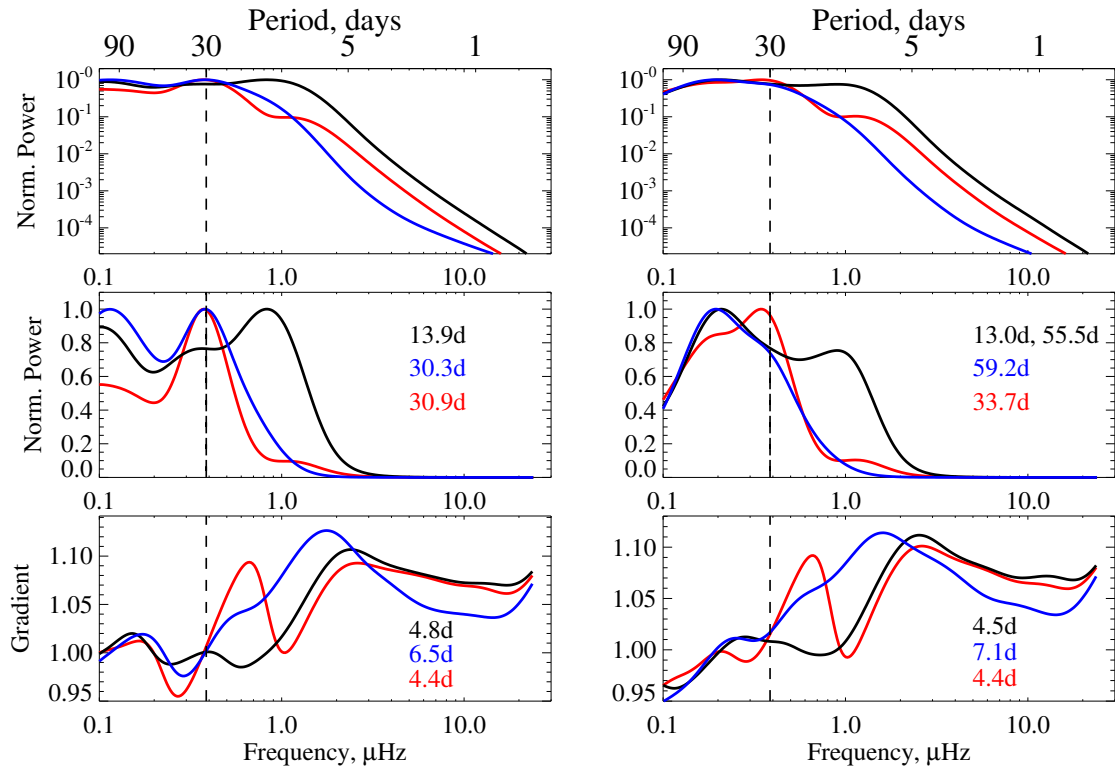 Period, days
90 30 5 1
Norm. Power
10⁻⁰
10⁻¹
10⁻²
10⁻³
10⁻⁴
0.1 1.0 10.0
Norm. Power
1.0
0.8
0.6
0.4
0.2
0.0
13.9d
30.3d
30.9d
0.1 1.0 10.0
Gradient
1.10
1.05
1.00
0.95
4.8d
6.5d
4.4d
0.1 1.0 10.0
Frequency, μHz
Period, days
90 30 5 1
Norm. Power
10⁻⁰
10⁻¹
10⁻²
10⁻³
10⁻⁴
0.1 1.0 10.0
Norm. Power
1.0
0.8
0.6
0.4
0.2
0.0
13.0d, 55.5d
59.2d
33.7d
0.1 1.0 10.0
Gradient
1.10
1.05
1.00
0.95
4.5d
7.1d
4.4d
0.1 1.0 10.0
Frequency, μHz